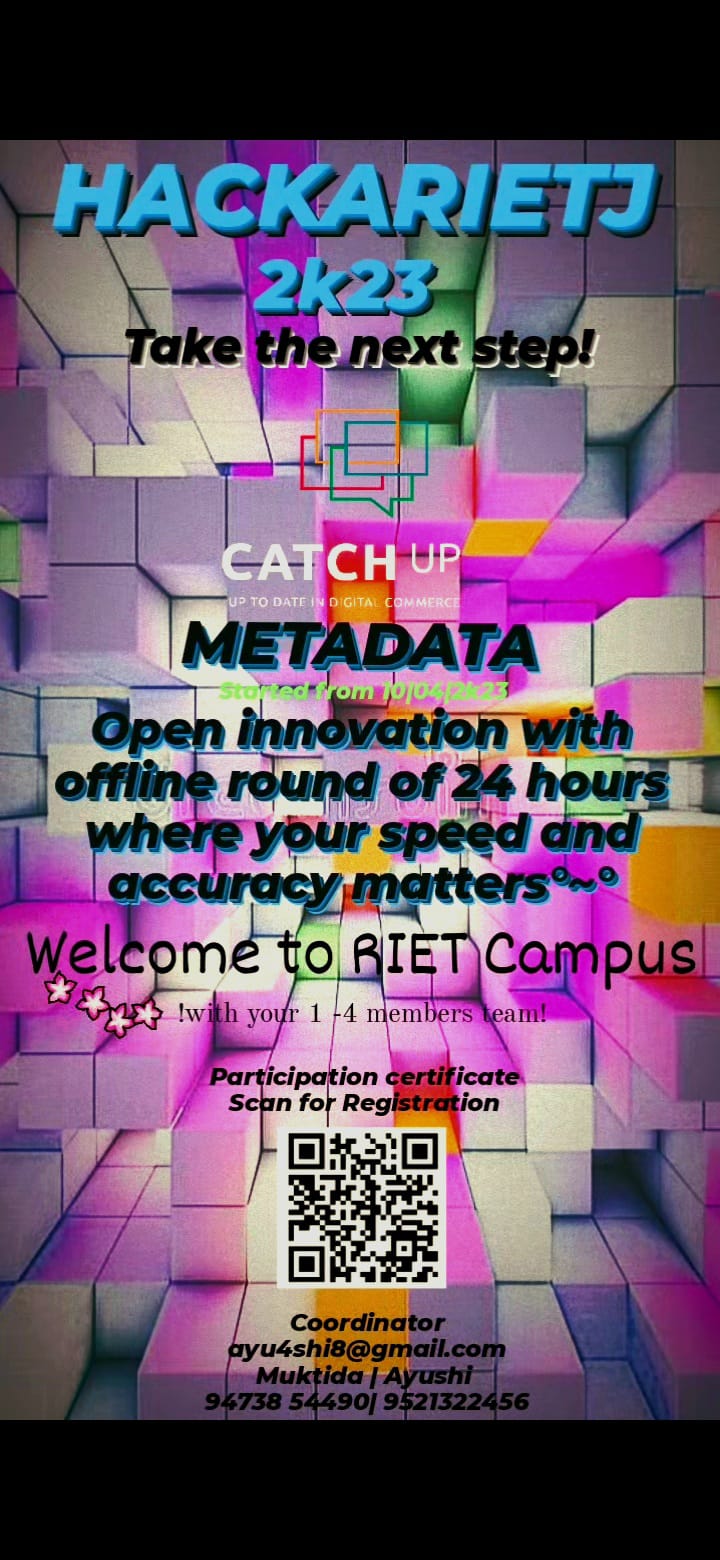 HACKARIETJ
2k23
Take the next step!
CATCH UP
UP TO DATE IN DIGITAL COMMERCE
METADATA
Started from 10|04|2k23
Open innovation with
offline round of 24 hours
where your speed and
accuracy matters°~°
Welcome to RIET Campus
!with your 1 -4 members team!
Participation certificate
Scan for Registration
Coordinator
ayu4shi8@gmail.com
Muktida | Ayushi
94738 54490| 9521322456